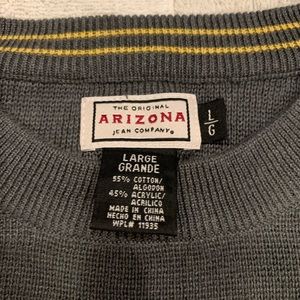 THE ORIGINAL
ARIZONA
JEAN COMPANY®
L/G
LARGE
GRANDE
55% COTTON/
ALGODON
45% ACRYLIC/
ACRILICO
MADE IN CHINA
HECHO EN CHINA
WPL# 11935